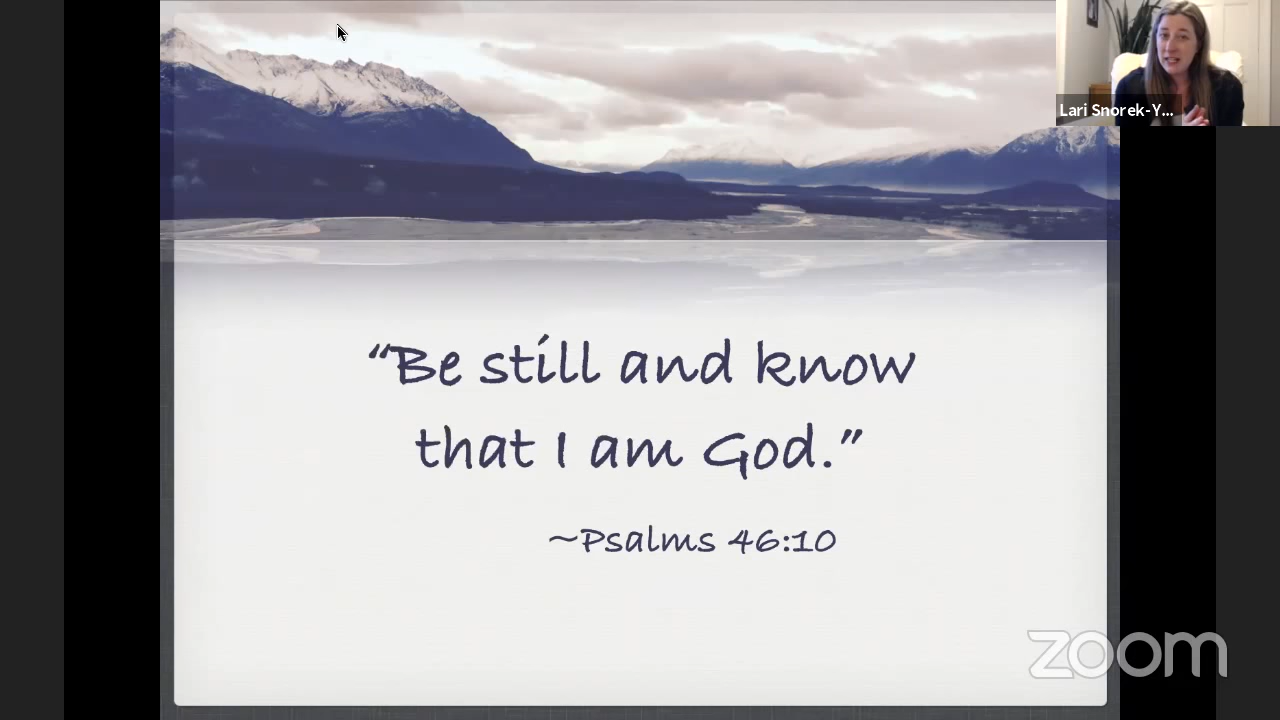 Lari Snorek-Y...
“Be still and know
that I am God.”
~Psalms 46:10
zoom